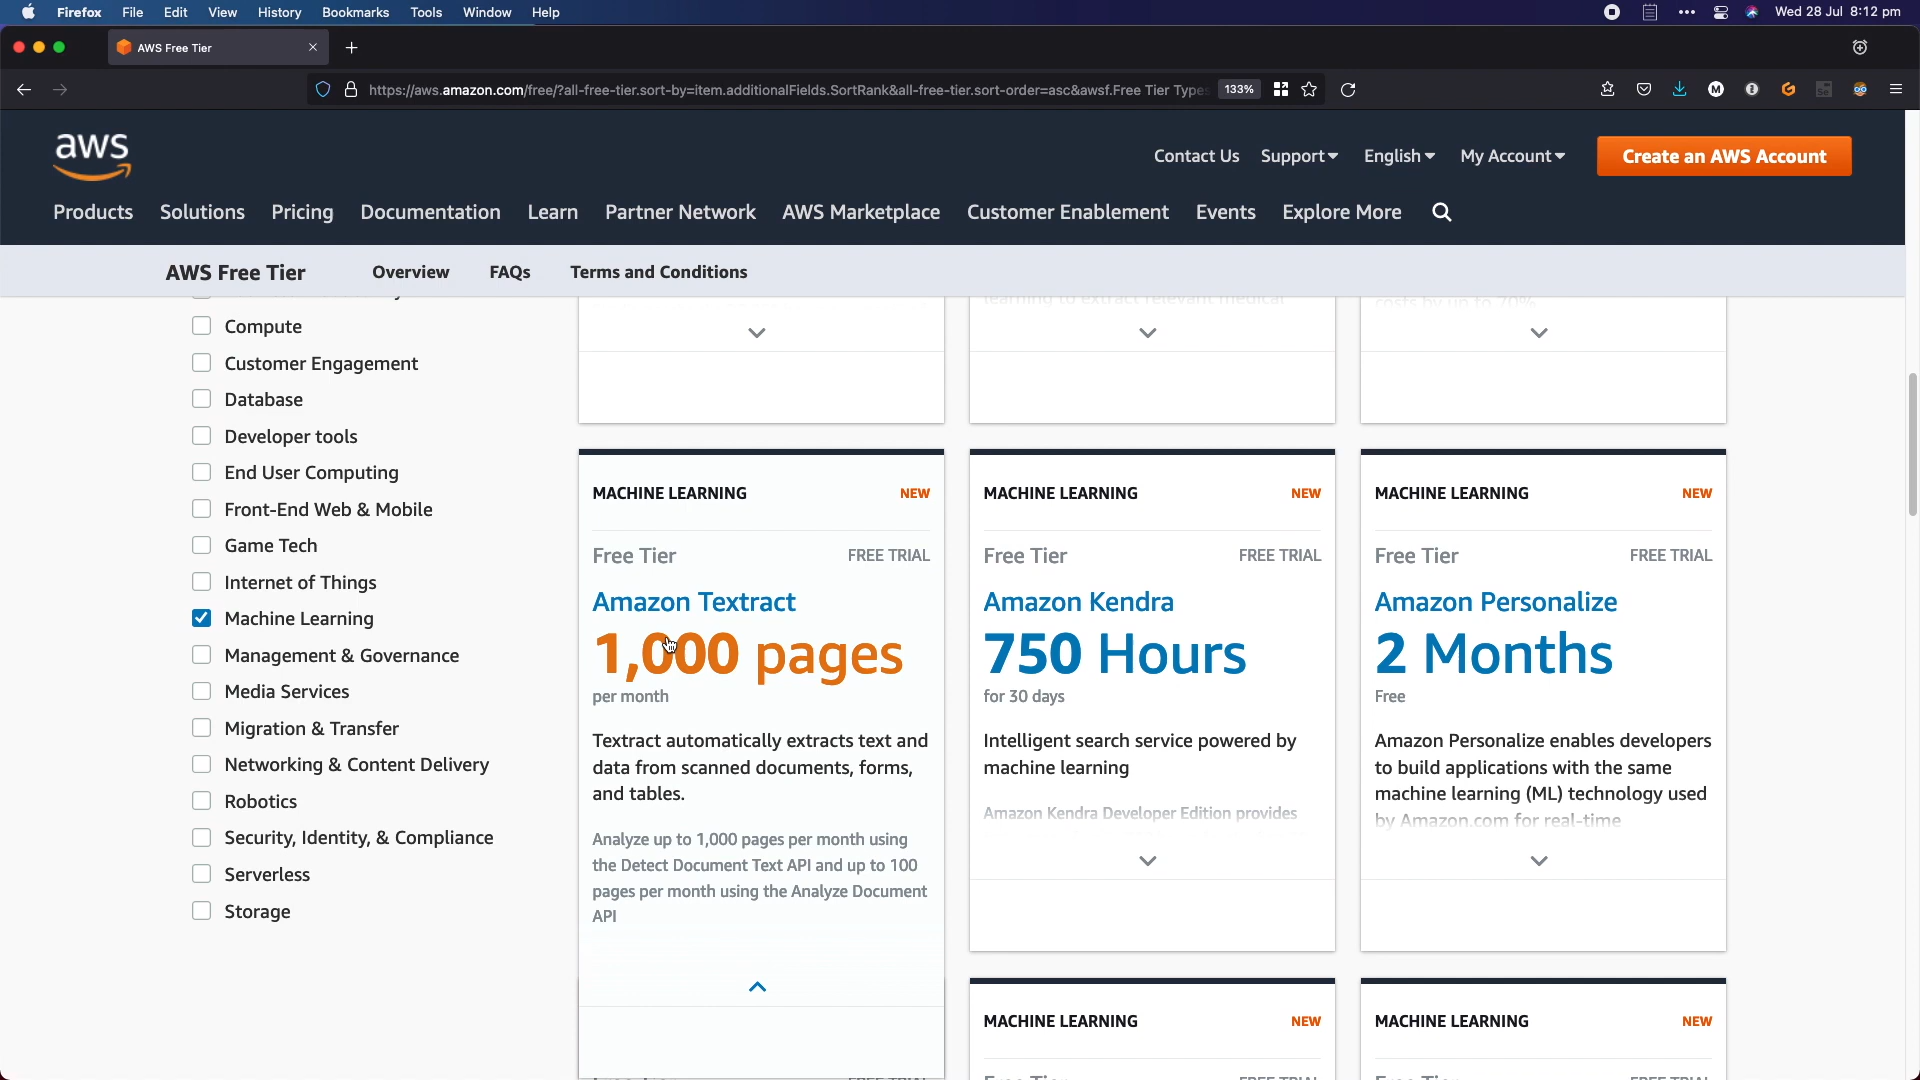 Firefox File Edit View History Bookmarks Tools Window Help Wed 28 Jul 8:12 pm
AWS Free Tier
https://aws.amazon.com/free/?all-free-tier.sort-by=item.additionalFields.SortRank&all-free-tier.sort-order=asc&awsf.Free Tier Types 133%
aws
Contact Us Support English My Account Create an AWS Account
Products Solutions Pricing Documentation Learn Partner Network AWS Marketplace Customer Enablement Events Explore More
AWS Free Tier Overview FAQs Terms and Conditions
learning to extract relevant medical
costs by up to 70%
Compute
Customer Engagement
Database
Developer tools
End User Computing
Front-End Web & Mobile
Game Tech
Internet of Things
Machine Learning
Management & Governance
Media Services
Migration & Transfer
Networking & Content Delivery
Robotics
Security, Identity, & Compliance
Serverless
Storage
MACHINE LEARNING NEW
Free Tier FREE TRIAL
Amazon Textract
1,000 pages
per month
Textract automatically extracts text and
data from scanned documents, forms,
and tables.
Analyze up to 1,000 pages per month using
the Detect Document Text API and up to 100
pages per month using the Analyze Document
API
MACHINE LEARNING NEW
Free Tier FREE TRIAL
Amazon Kendra
750 Hours
for 30 days
Intelligent search service powered by
machine learning
Amazon Kendra Developer Edition provides
MACHINE LEARNING NEW
Free Tier FREE TRIAL
Amazon Personalize
2 Months
Free
Amazon Personalize enables developers
to build applications with the same
machine learning (ML) technology used
by Amazon.com for real-time
MACHINE LEARNING NEW
MACHINE LEARNING NEW